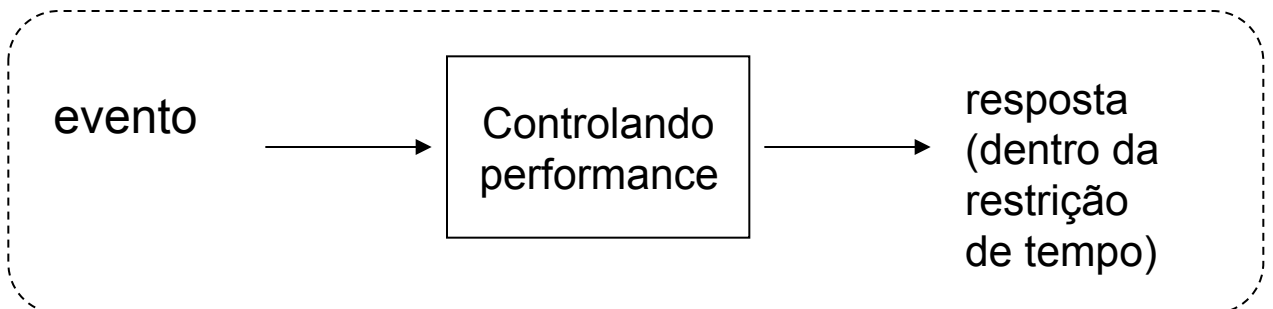 evento
Controlando
performance
resposta
(dentro da
restrição
de tempo)